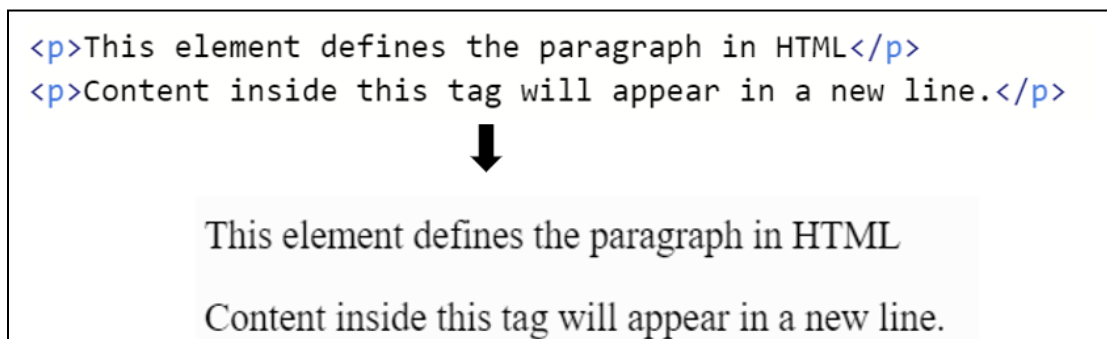 <p>This element defines the paragraph in HTML</p>
<p>Content inside this tag will appear in a new line.</p>
This element defines the paragraph in HTML
Content inside this tag will appear in a new line.